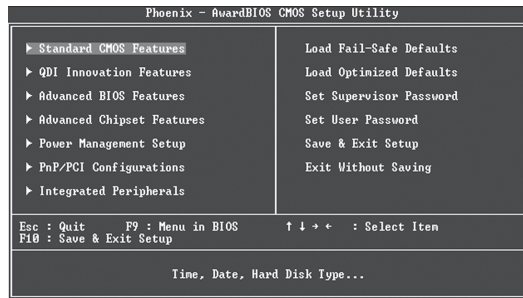 Phoenix - AwardBIOS CMOS Setup Utility
▶ Standard CMOS Features
▶ QDI Innovation Features
▶ Advanced BIOS Features
▶ Advanced Chipset Features
▶ Power Management Setup
▶ PnP/PCI Configurations
▶ Integrated Peripherals
Load Fail-Safe Defaults
Load Optimized Defaults
Set Supervisor Password
Set User Password
Save & Exit Setup
Exit Without Saving
Esc : Quit F9 : Menu in BIOS ↑ ↓ → ← : Select Item
F10 : Save & Exit Setup
Time, Date, Hard Disk Type...